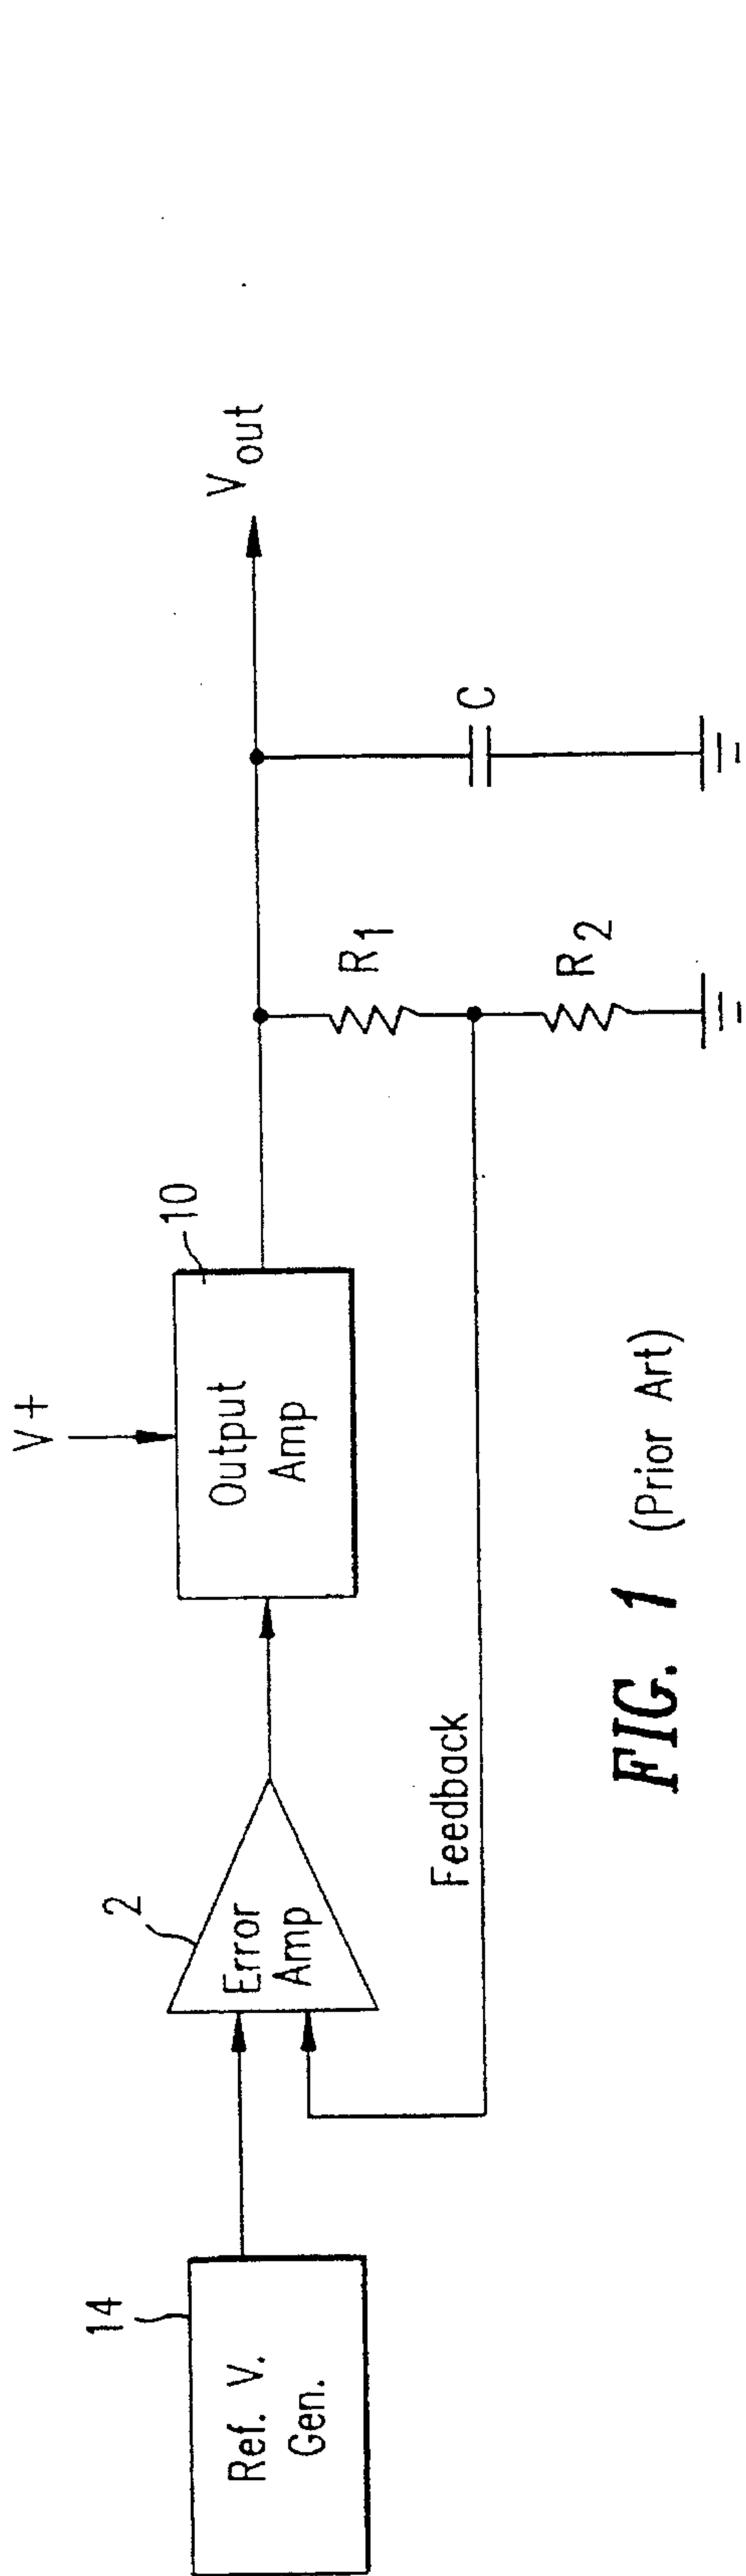 V+
10
Output
Amp
Vout
2
Error
Amp
14
Ref. V.
Gen.
R1
R2
C
Feedback
FIG. 1 (Prior Art)